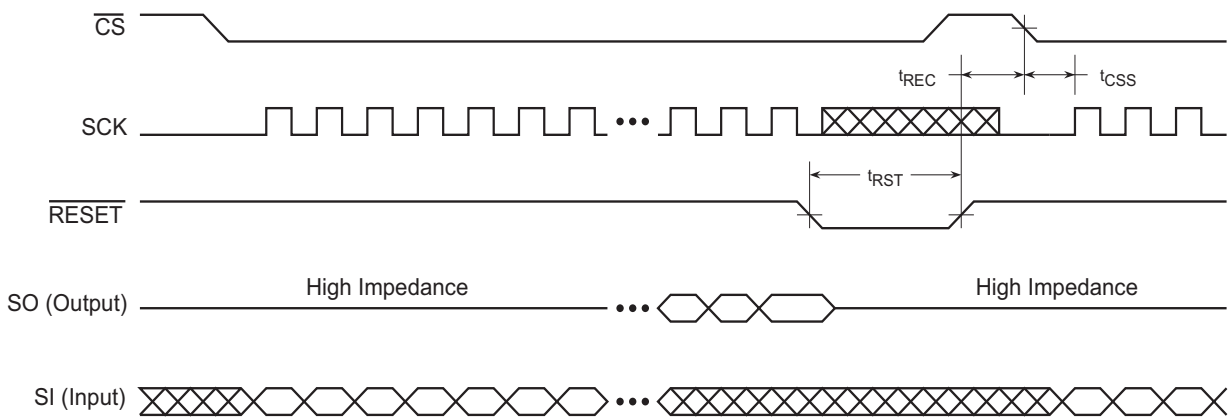 CS
tREC
tCSS
SCK
•••
tRST
RESET
High Impedance
High Impedance
SO (Output)
•••
SI (Input)
•••